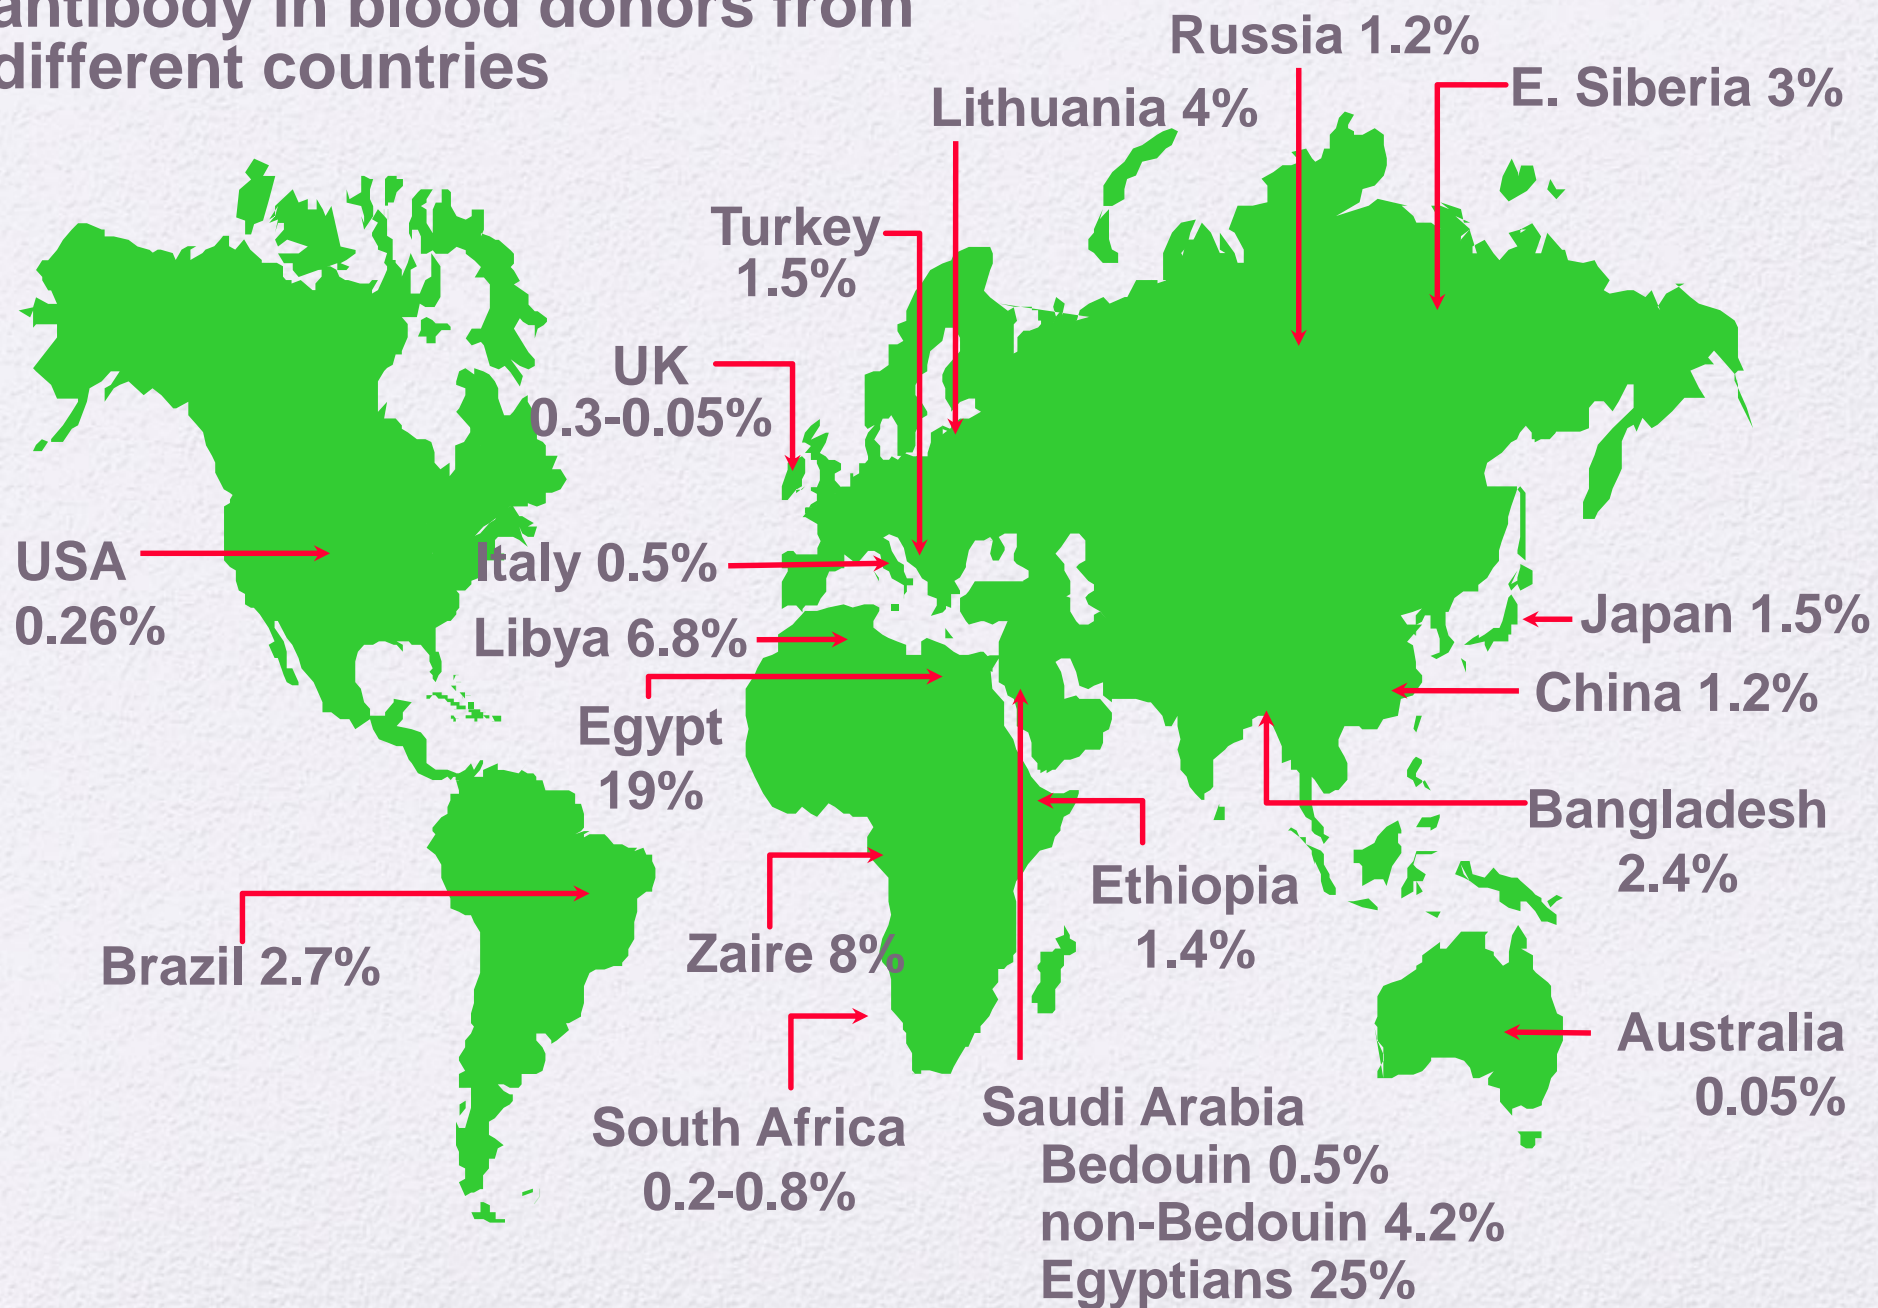 antibody in blood donors from
different countries
Russia 1.2%
E. Siberia 3%
Lithuania 4%
Turkey
1.5%
UK
0.3-0.05%
USA
0.26%
Italy 0.5%
Libya 6.8%
Japan 1.5%
China 1.2%
Egypt
19%
Bangladesh
2.4%
Ethiopia
1.4%
Brazil 2.7%
Zaire 8%
Australia
0.05%
South Africa
0.2-0.8%
Saudi Arabia
Bedouin 0.5%
non-Bedouin 4.2%
Egyptians 25%